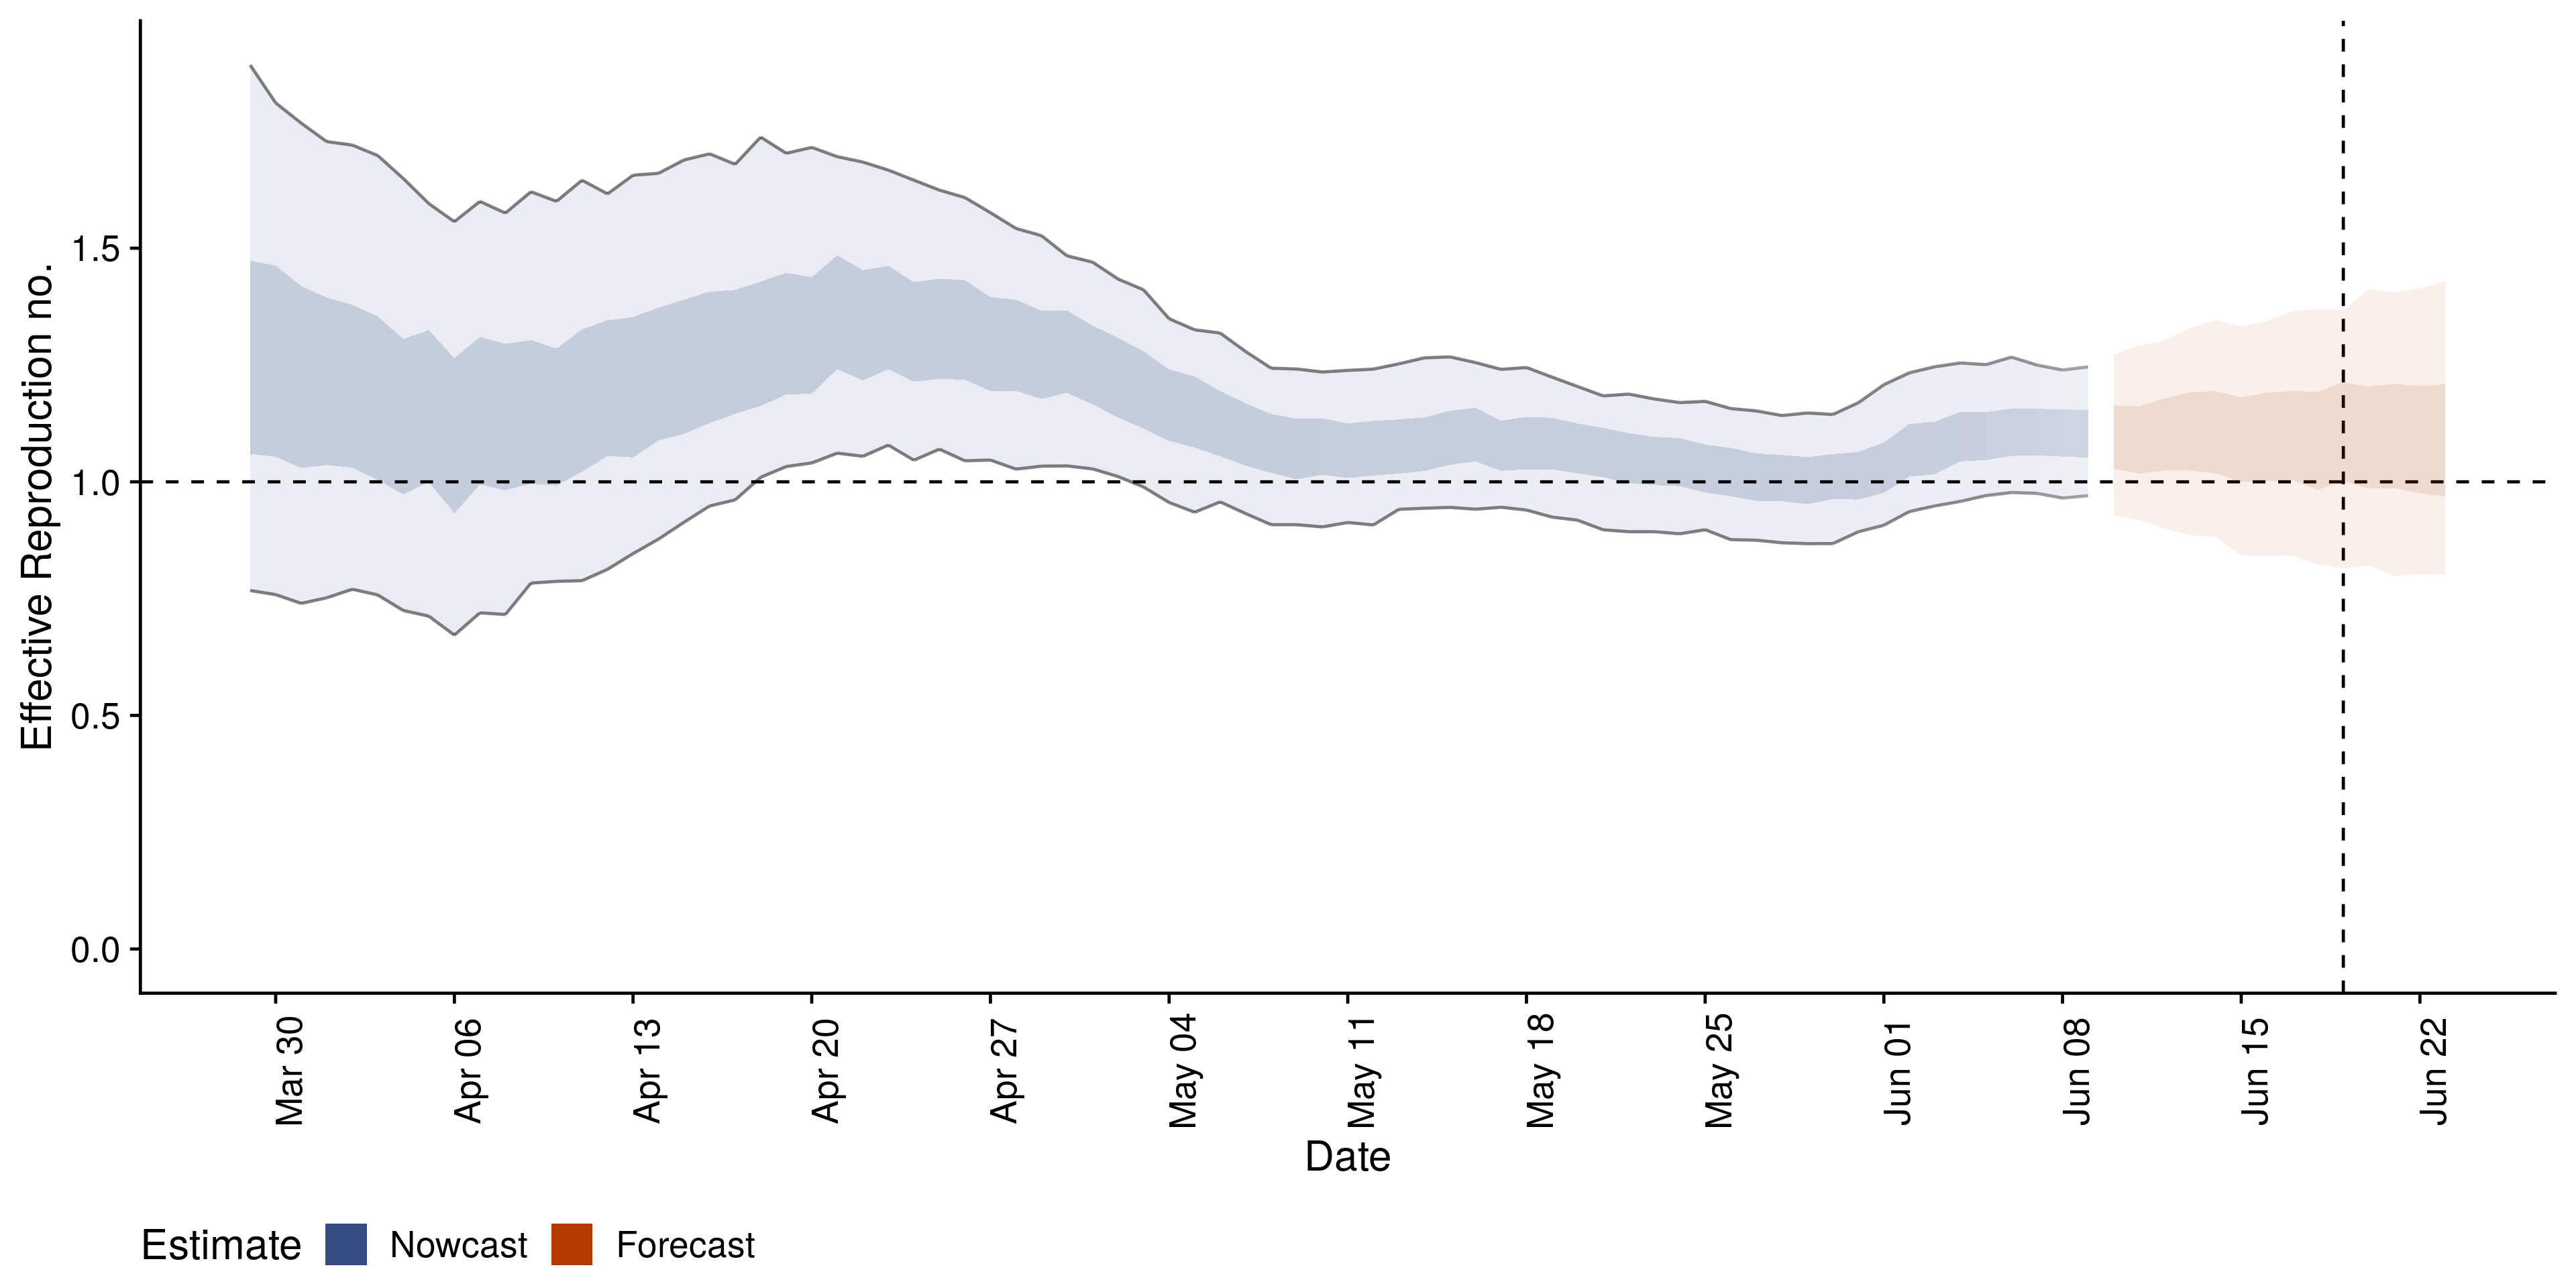 Effective Reproduction no.
1.5
1.0
0.5
0.0
Mar 30
Apr 06
Apr 13
Apr 20
Apr 27
May 04
May 11
May 18
May 25
Jun 01
Jun 08
Jun 15
Jun 22
Date
Estimate Nowcast Forecast